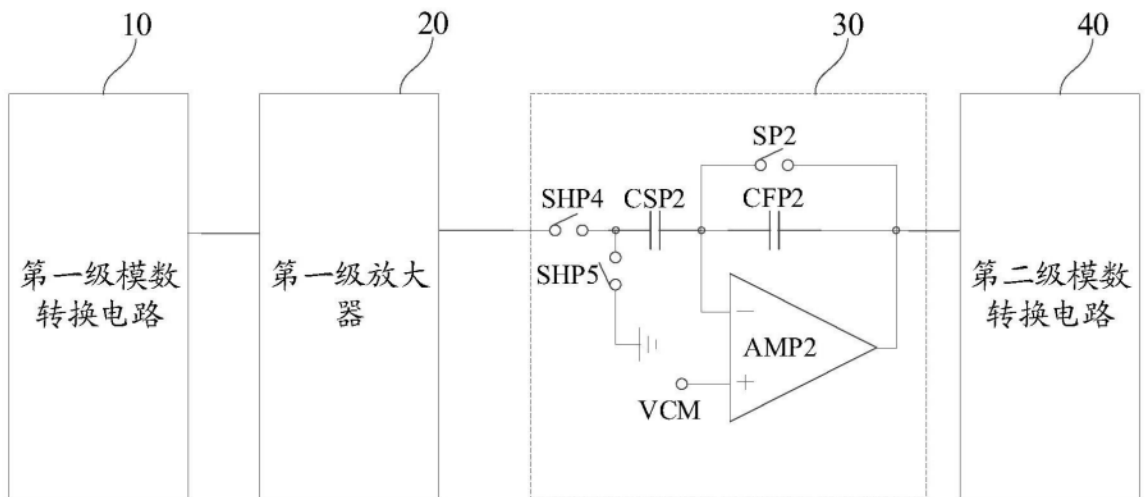 10
20
30
40
SP2
SHP4
CSP2
CFP2
SHP5
第一级模数
转换电路
第一级放大
器
第二级模数
转换电路
−
AMP2
+
VCM